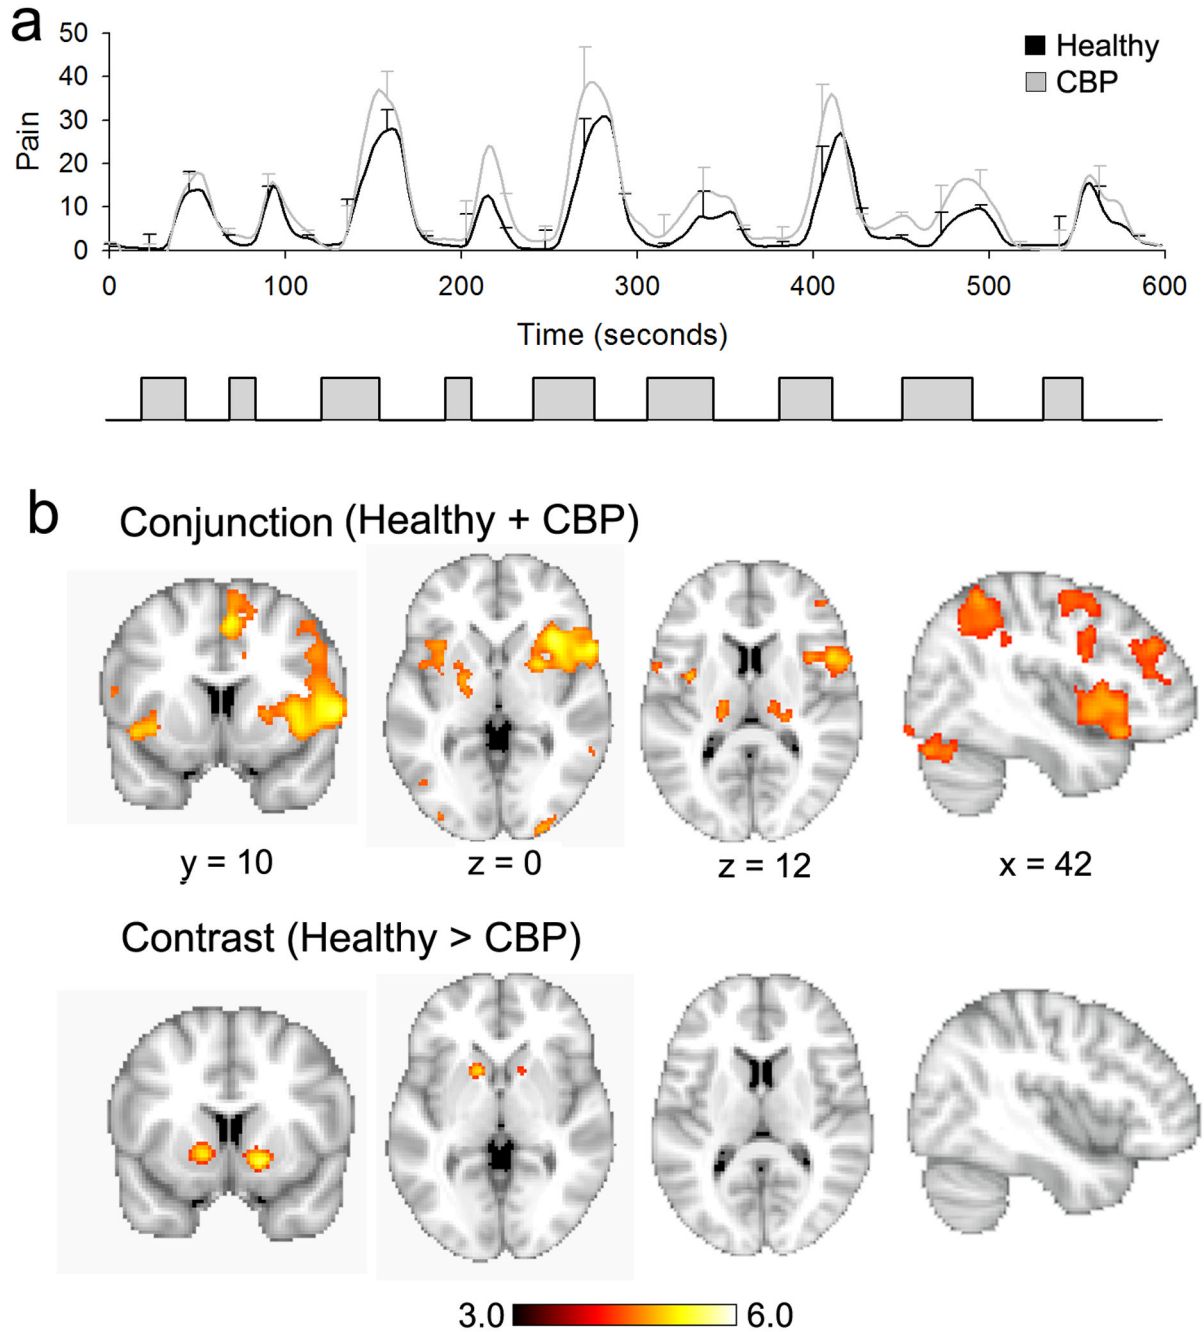 a
50
40
30
20
10
0
Pain
Healthy
CBP
0 100 200 300 400 500 600
Time (seconds)
b
Conjunction (Healthy + CBP)
y = 10 z = 0 z = 12 x = 42
Contrast (Healthy > CBP)
3.0 6.0